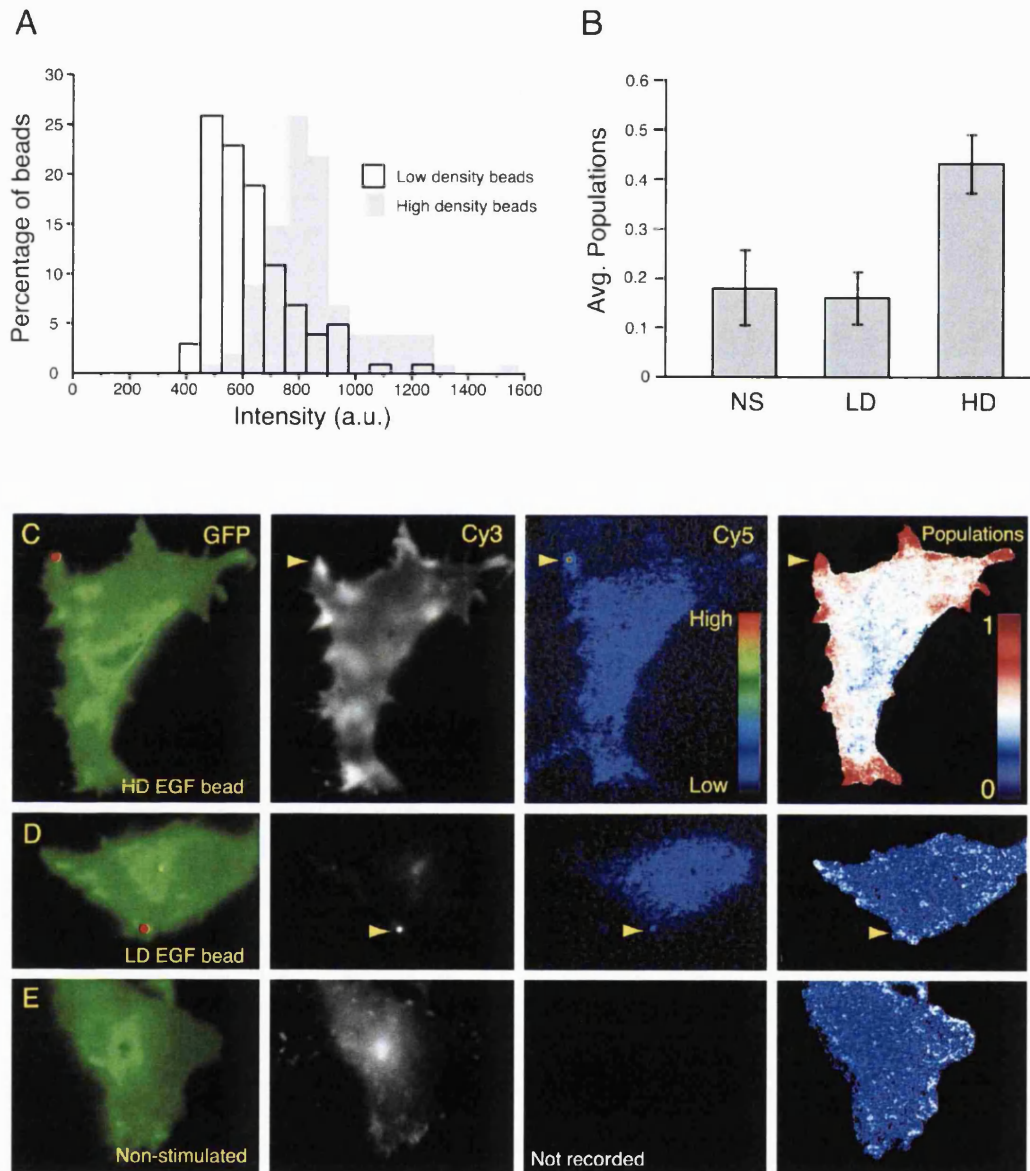 A
30
25
20
15
10
5
0
Percentage of beads
0 200 400 600 800 1000 1200 1400 1600
Intensity (a.u.)
Low density beads
High density beads
B
0.6
0.5
0.4
0.3
0.2
0.1
0
Avg. Populations
NS LD HD
C GFP
HD EGF bead
Cy3
Cy5
High
Low
Populations
1
0
D
LD EGF bead
E
Non-stimulated
Not recorded